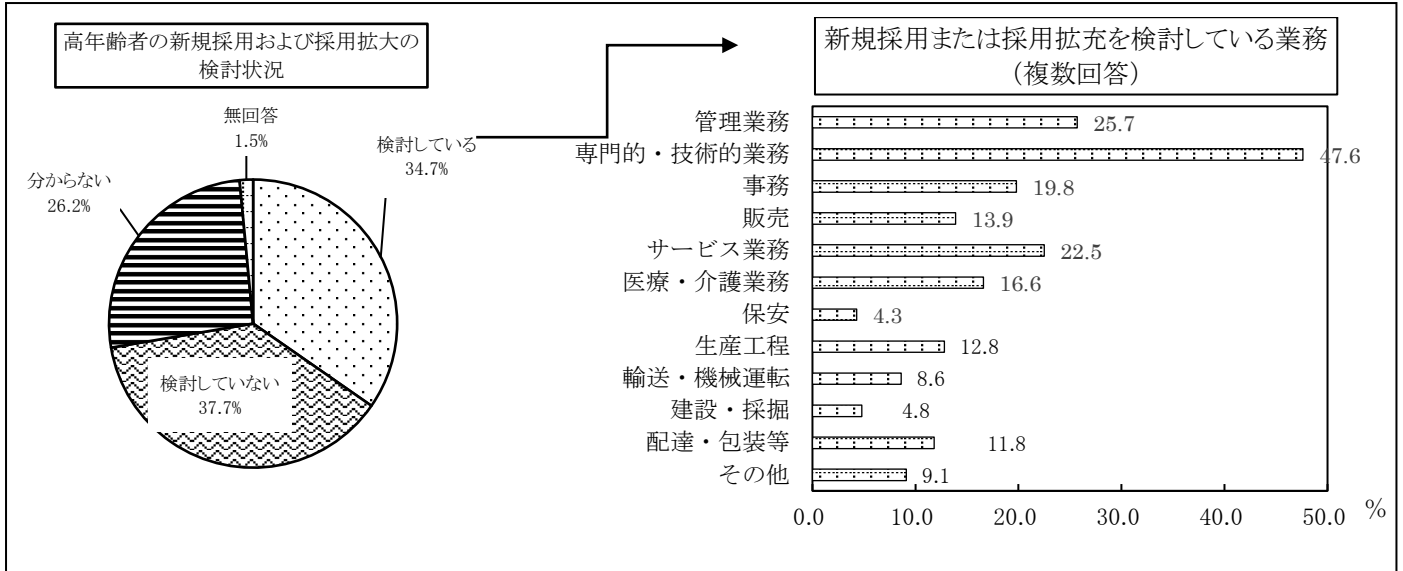 高年齢者の新規採用および採用拡大の
検討状況
無回答
1.5%
検討している
34.7%
分からない
26.2%
検討していない
37.7%
新規採用または採用拡充を検討している業務
（複数回答）
管理業務 25.7
専門的・技術的業務 47.6
事務 19.8
販売 13.9
サービス業務 22.5
医療・介護業務 16.6
保安 4.3
生産工程 12.8
輸送・機械運転 8.6
建設・採掘 4.8
配達・包装等 11.8
その他 9.1
0.0 10.0 20.0 30.0 40.0 50.0 %